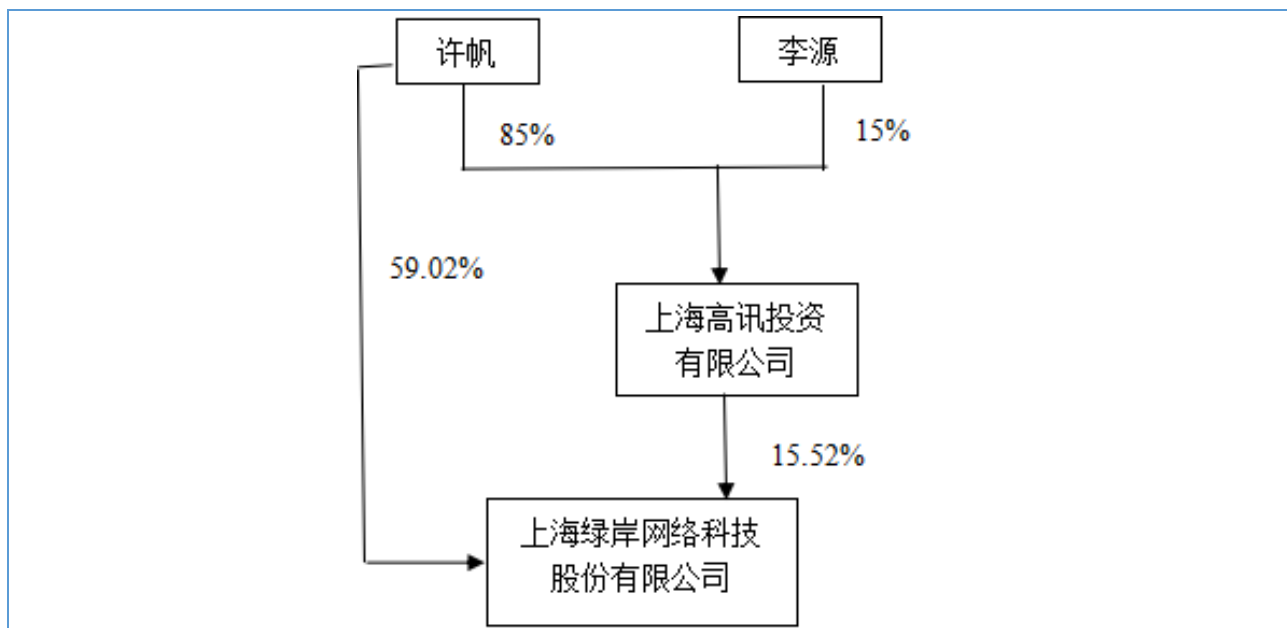 许帆
李源
85%
15%
59.02%
上海高讯投资
有限公司
15.52%
上海绿岸网络科技
股份有限公司